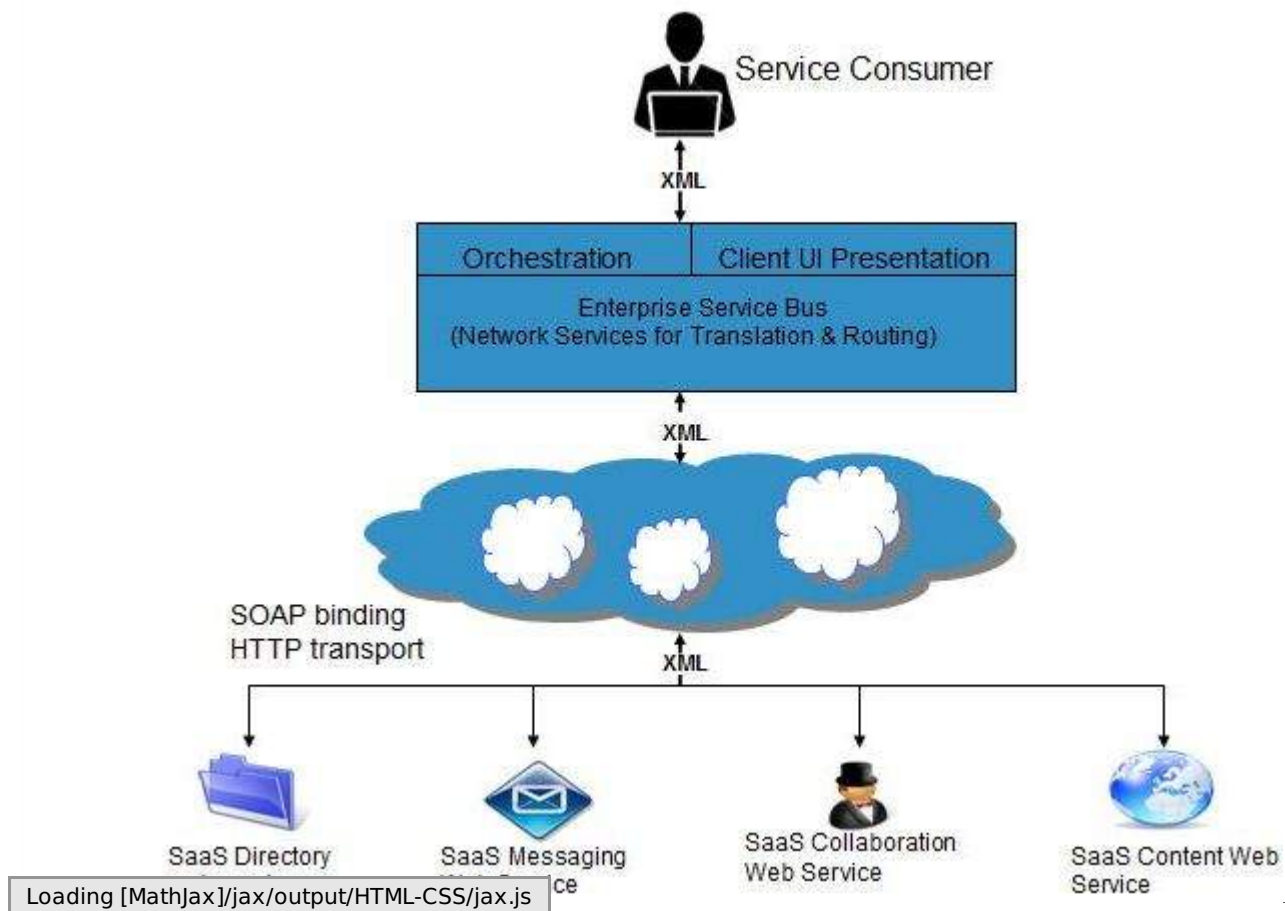 Service Consumer
XML
Orchestration
Client UI Presentation
Enterprise Service Bus
(Network Services for Translation & Routing)
XML
SOAP binding
HTTP transport
XML
SaaS Directory
SaaS Messaging
SaaS Collaboration
Web Service
SaaS Content Web
Service
Loading [MathJax]/jax/output/HTML-CSS/jax.js